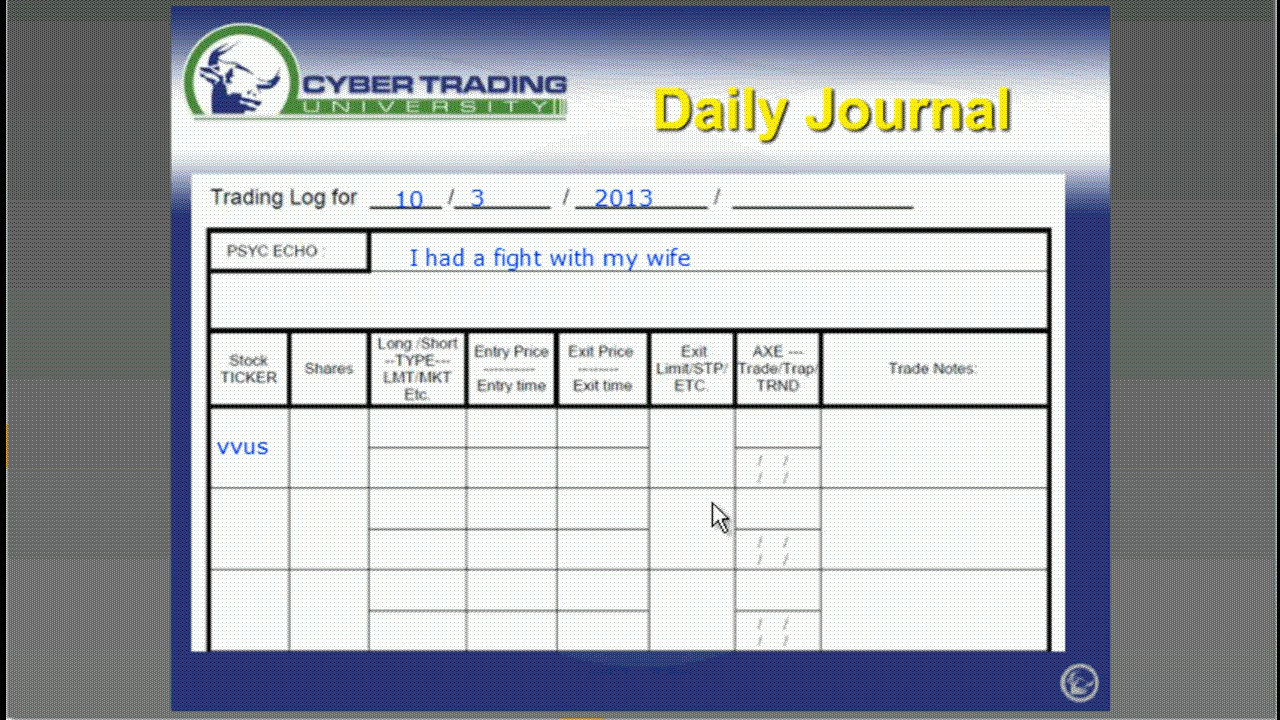 CYBER TRADING
UNIVERSITY
Daily Journal
Trading Log for 10 / 3 / 2013 /
PSYC ECHO : I had a fight with my wife
Stock TICKER
Shares
Long /Short
--TYPE---
LMT/MKT
Etc.
Entry Price
----------
Entry time
Exit Price
--------
Exit time
Exit
Limit/STP/
ETC.
AXE ---
Trade/Trap/
TRND
Trade Notes:
vvus
/ /
/ /
/ /
/ /
/ /
/ /